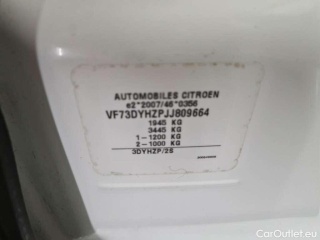 AUTOMOBILES CITROEN
e2*2007/46*0356
VF73DYHZPJJ809664
1945 KG
3445 KG
1-1200 KG
2-1000 KG
3DYHZP/2S
CarOutlet.eu